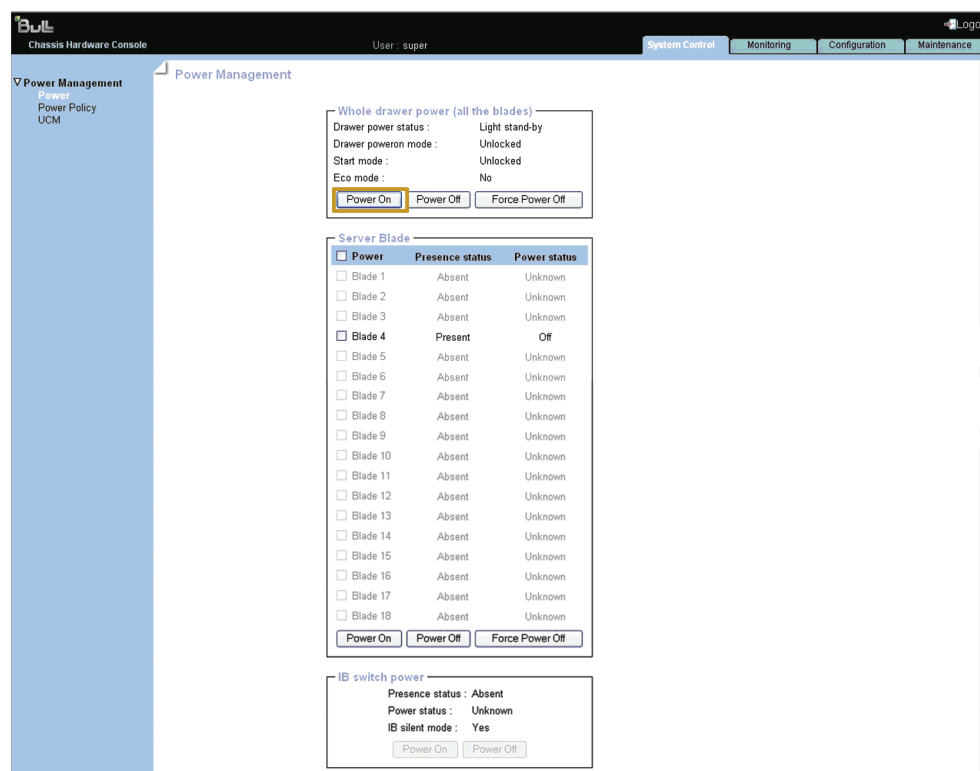 Bull
Logo
Chassis Hardware Console User : super System Control Monitoring Configuration Maintenance
Power Management
Power
Power Policy
UCM
Power Management
Whole drawer power (all the blades)
Drawer power status : Light stand-by
Drawer poweron mode : Unlocked
Start mode : Unlocked
Eco mode : No
Power On Power Off Force Power Off
Server Blade
Power Presence status Power status
Blade 1 Absent Unknown
Blade 2 Absent Unknown
Blade 3 Absent Unknown
Blade 4 Present Off
Blade 5 Absent Unknown
Blade 6 Absent Unknown
Blade 7 Absent Unknown
Blade 8 Absent Unknown
Blade 9 Absent Unknown
Blade 10 Absent Unknown
Blade 11 Absent Unknown
Blade 12 Absent Unknown
Blade 13 Absent Unknown
Blade 14 Absent Unknown
Blade 15 Absent Unknown
Blade 16 Absent Unknown
Blade 17 Absent Unknown
Blade 18 Absent Unknown
Power On Power Off Force Power Off
IB switch power
Presence status : Absent
Power status : Unknown
IB silent mode : Yes
Power On Power Off